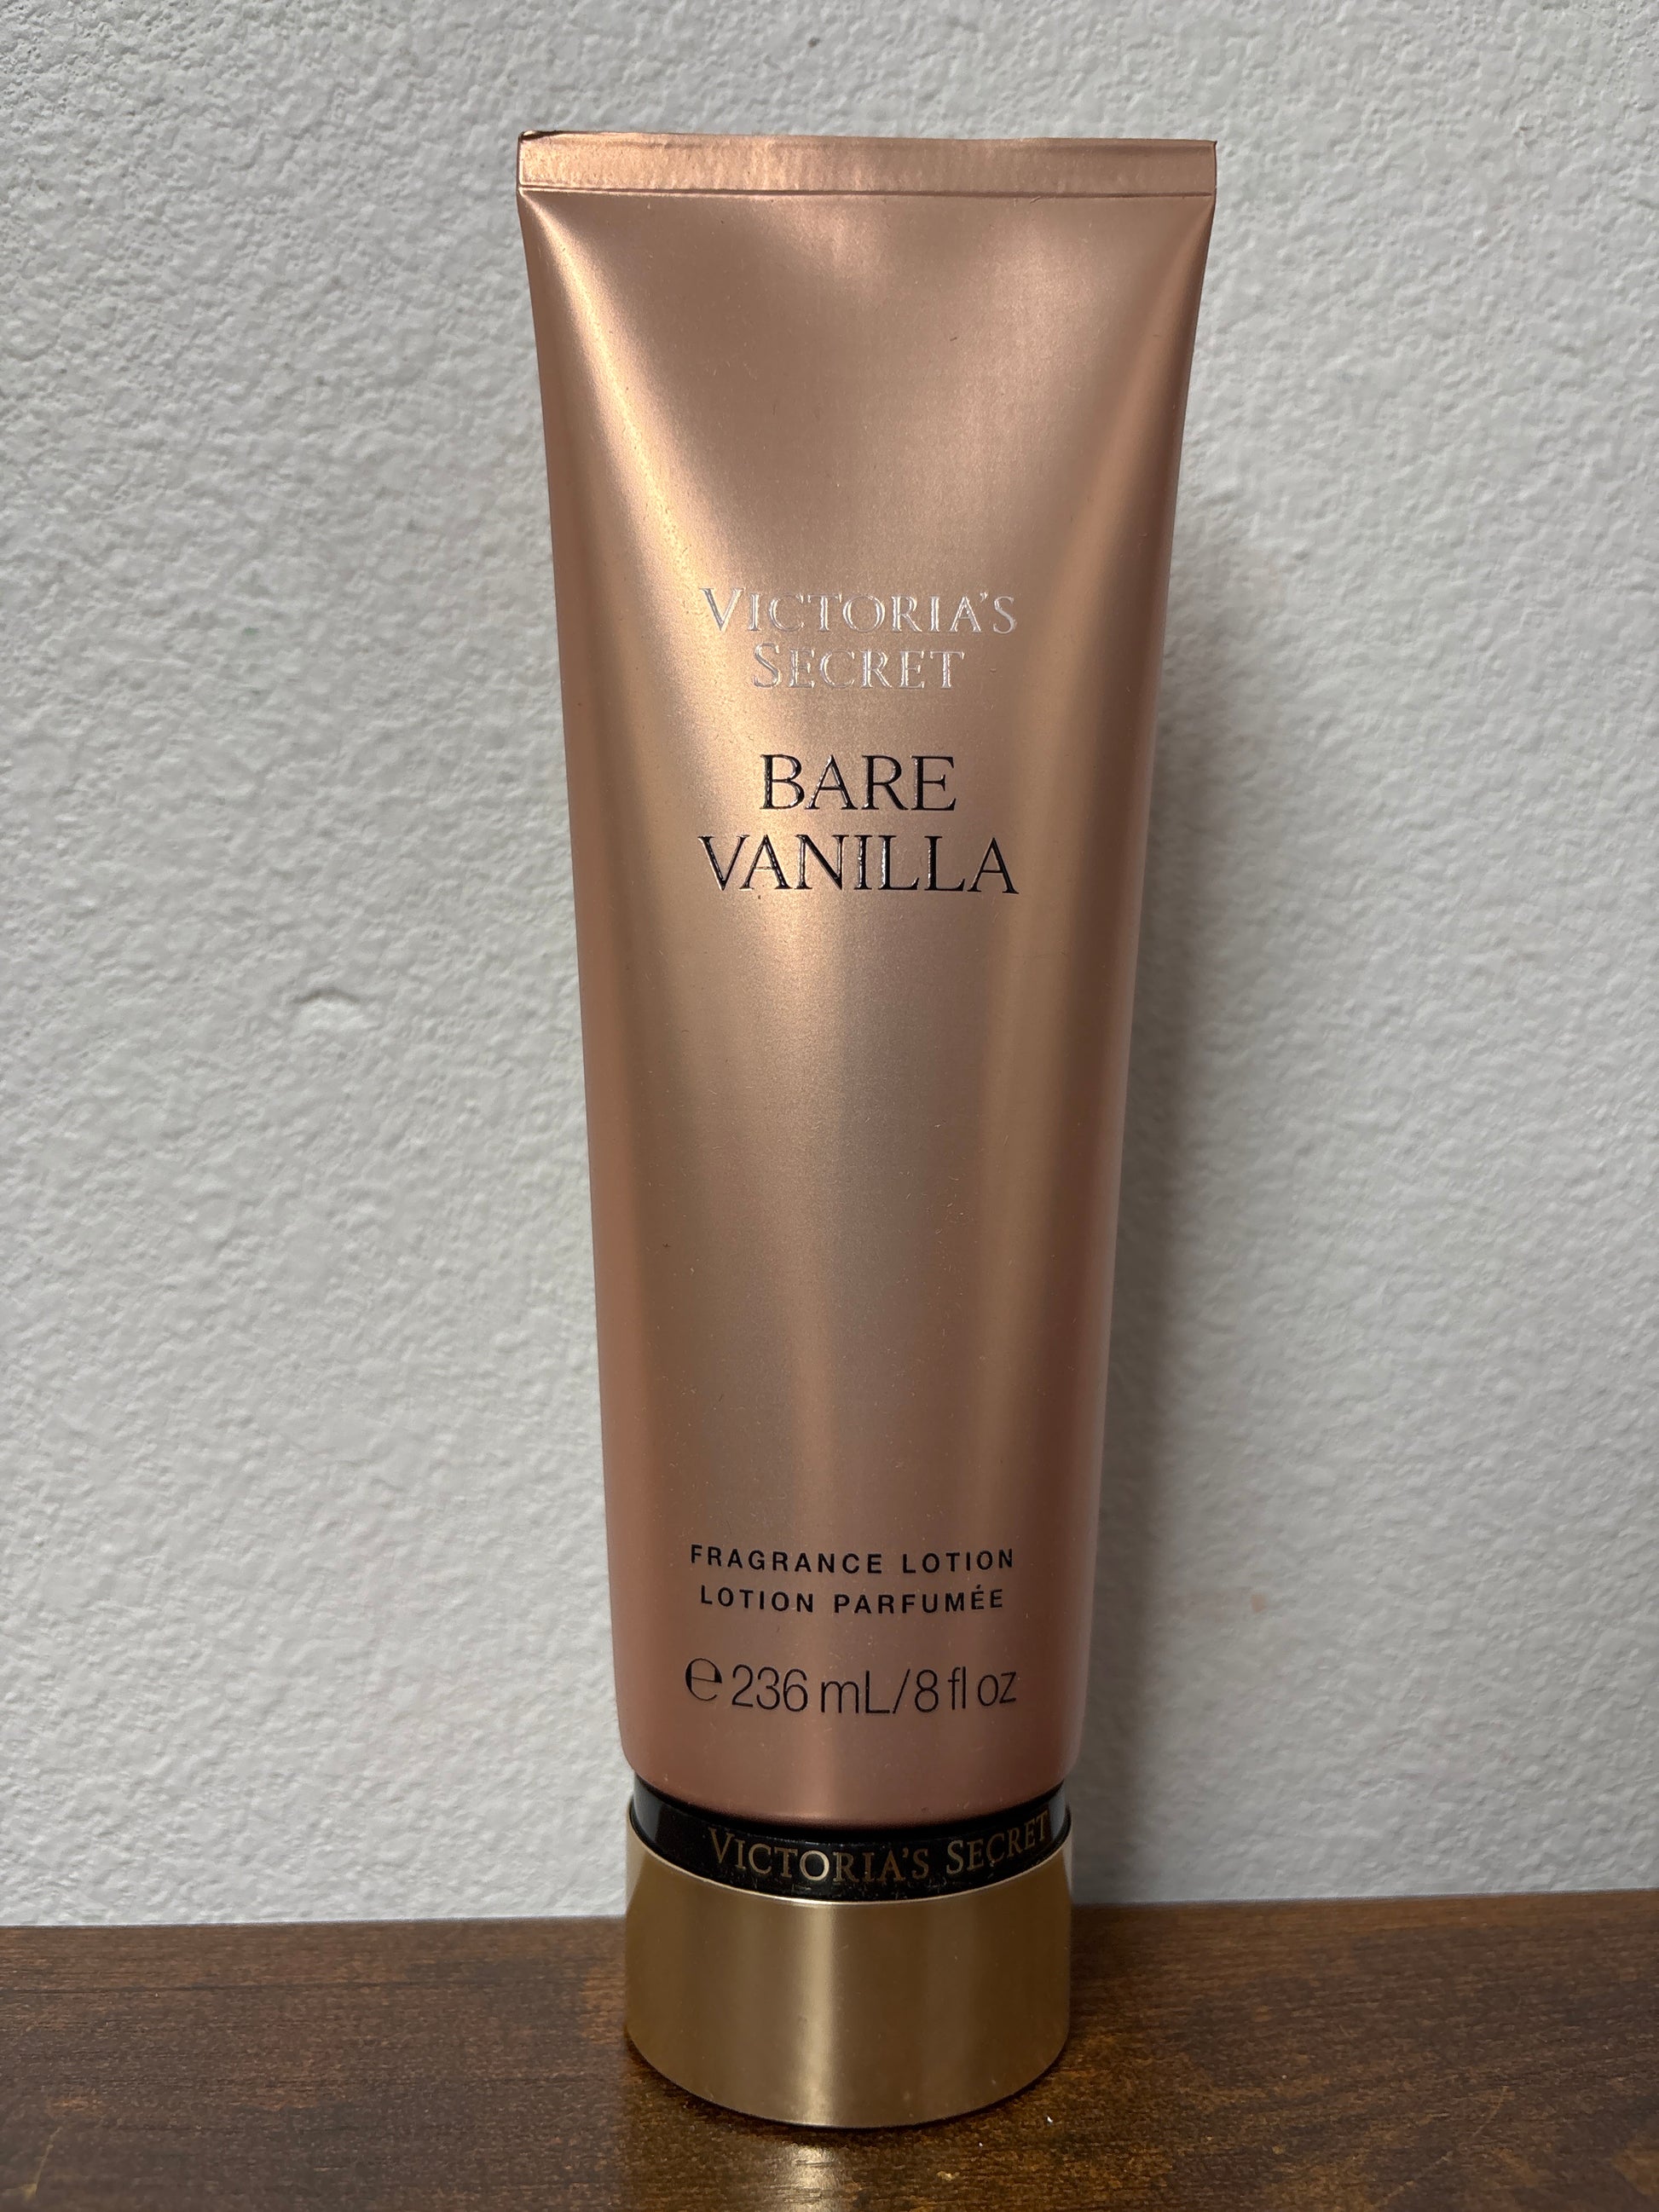 VICTORIA'S
SECRET
BARE
VANILLA
FRAGRANCE LOTION
LOTION PARFUMÉE
℮ 236 mL/8 fl oz
VICTORIA'S SECRET